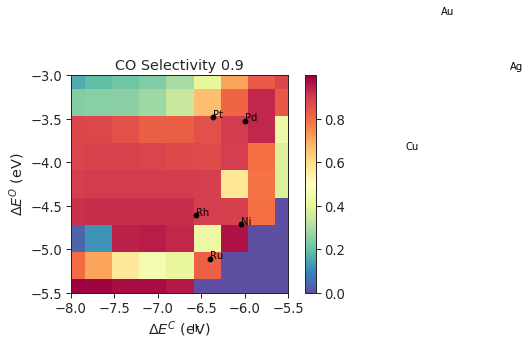 Au
Ag
CO Selectivity 0.9
Pt
Pd
Cu
Rh
Ni
Ru
Ir
−3.0
−3.5
−4.0
−4.5
−5.0
−5.5
ΔE^O (eV)
−8.0 −7.5 −7.0 −6.5 −6.0 −5.5
ΔE^C (eV)
0.8
0.6
0.4
0.2
0.0